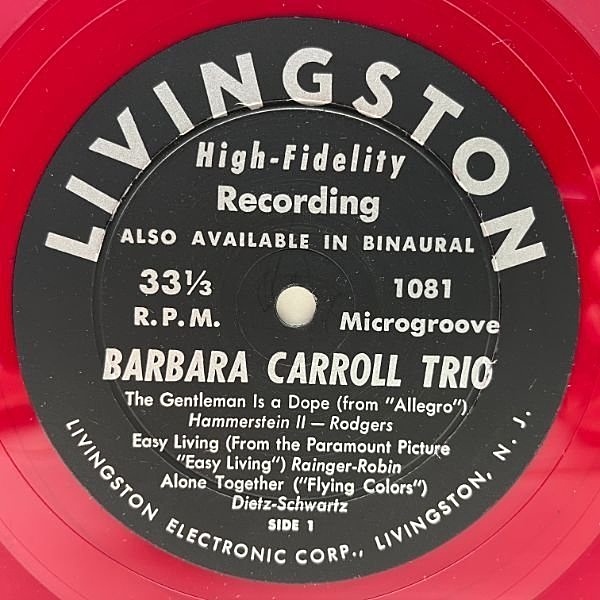 LIVINGSTON
High-Fidelity
Recording
ALSO AVAILABLE IN BINAURAL
33⅓ 1081
R.P.M. Microgroove
BARBARA CARROLL TRIO
The Gentleman Is a Dope (from "Allegro")
Hammerstein II — Rodgers
Easy Living (From the Paramount Picture
"Easy Living") Rainger-Robin
Alone Together ("Flying Colors")
Dietz-Schwartz
SIDE 1
LIVINGSTON ELECTRONIC CORP., LIVINGSTON, N. J.